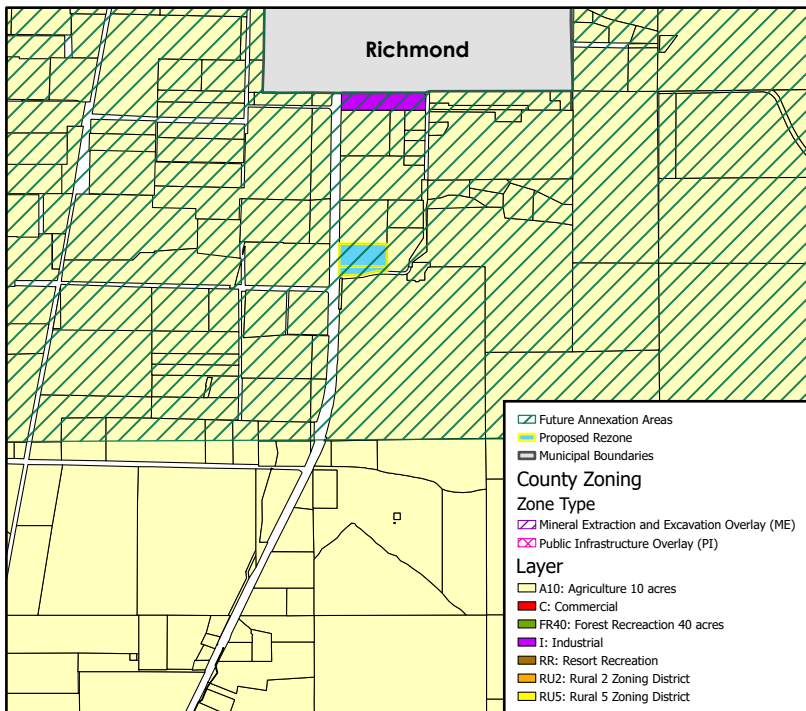 Richmond
Future Annexation Areas
Proposed Rezone
Municipal Boundaries
County Zoning
Zone Type
Mineral Extraction and Excavation Overlay (ME)
Public Infrastructure Overlay (PI)
Layer
A10: Agriculture 10 acres
C: Commercial
FR40: Forest Recreaction 40 acres
I: Industrial
RR: Resort Recreation
RU2: Rural 2 Zoning District
RU5: Rural 5 Zoning District